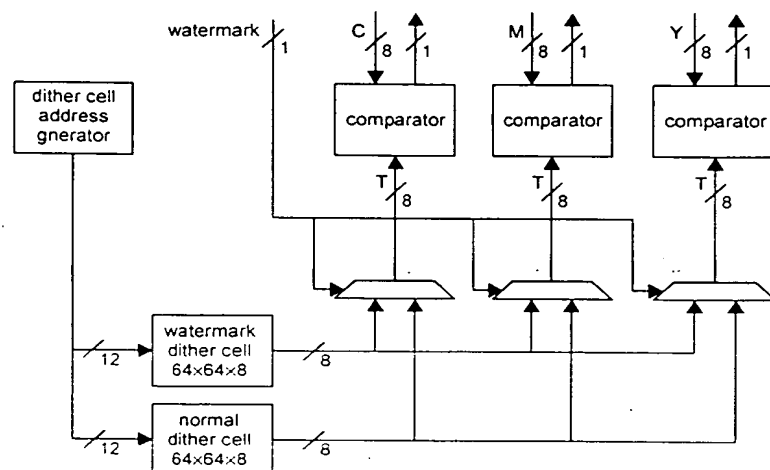 watermark
1
C
8
1
M
8
1
Y
8
1
dither cell
address
gnerator
comparator
comparator
comparator
T
8
T
8
T
8
12
watermark
dither cell
64×64×8
8
12
normal
dither cell
64×64×8
8